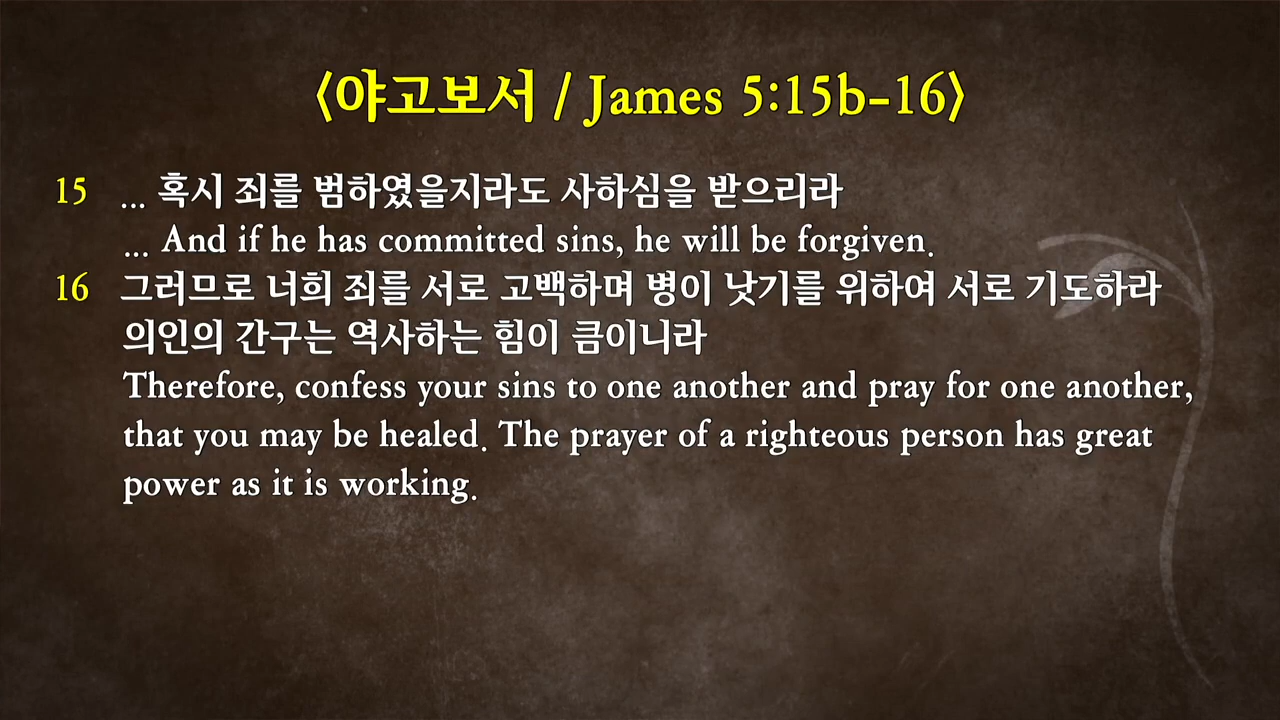 〈야고보서 / James 5:15b-16〉
15 ... 혹시 죄를 범하였을지라도 사하심을 받으리라
... And if he has committed sins, he will be forgiven.
16 그러므로 너희 죄를 서로 고백하며 병이 낫기를 위하여 서로 기도하라
의인의 간구는 역사하는 힘이 큼이니라
Therefore, confess your sins to one another and pray for one another,
that you may be healed. The prayer of a righteous person has great
power as it is working.